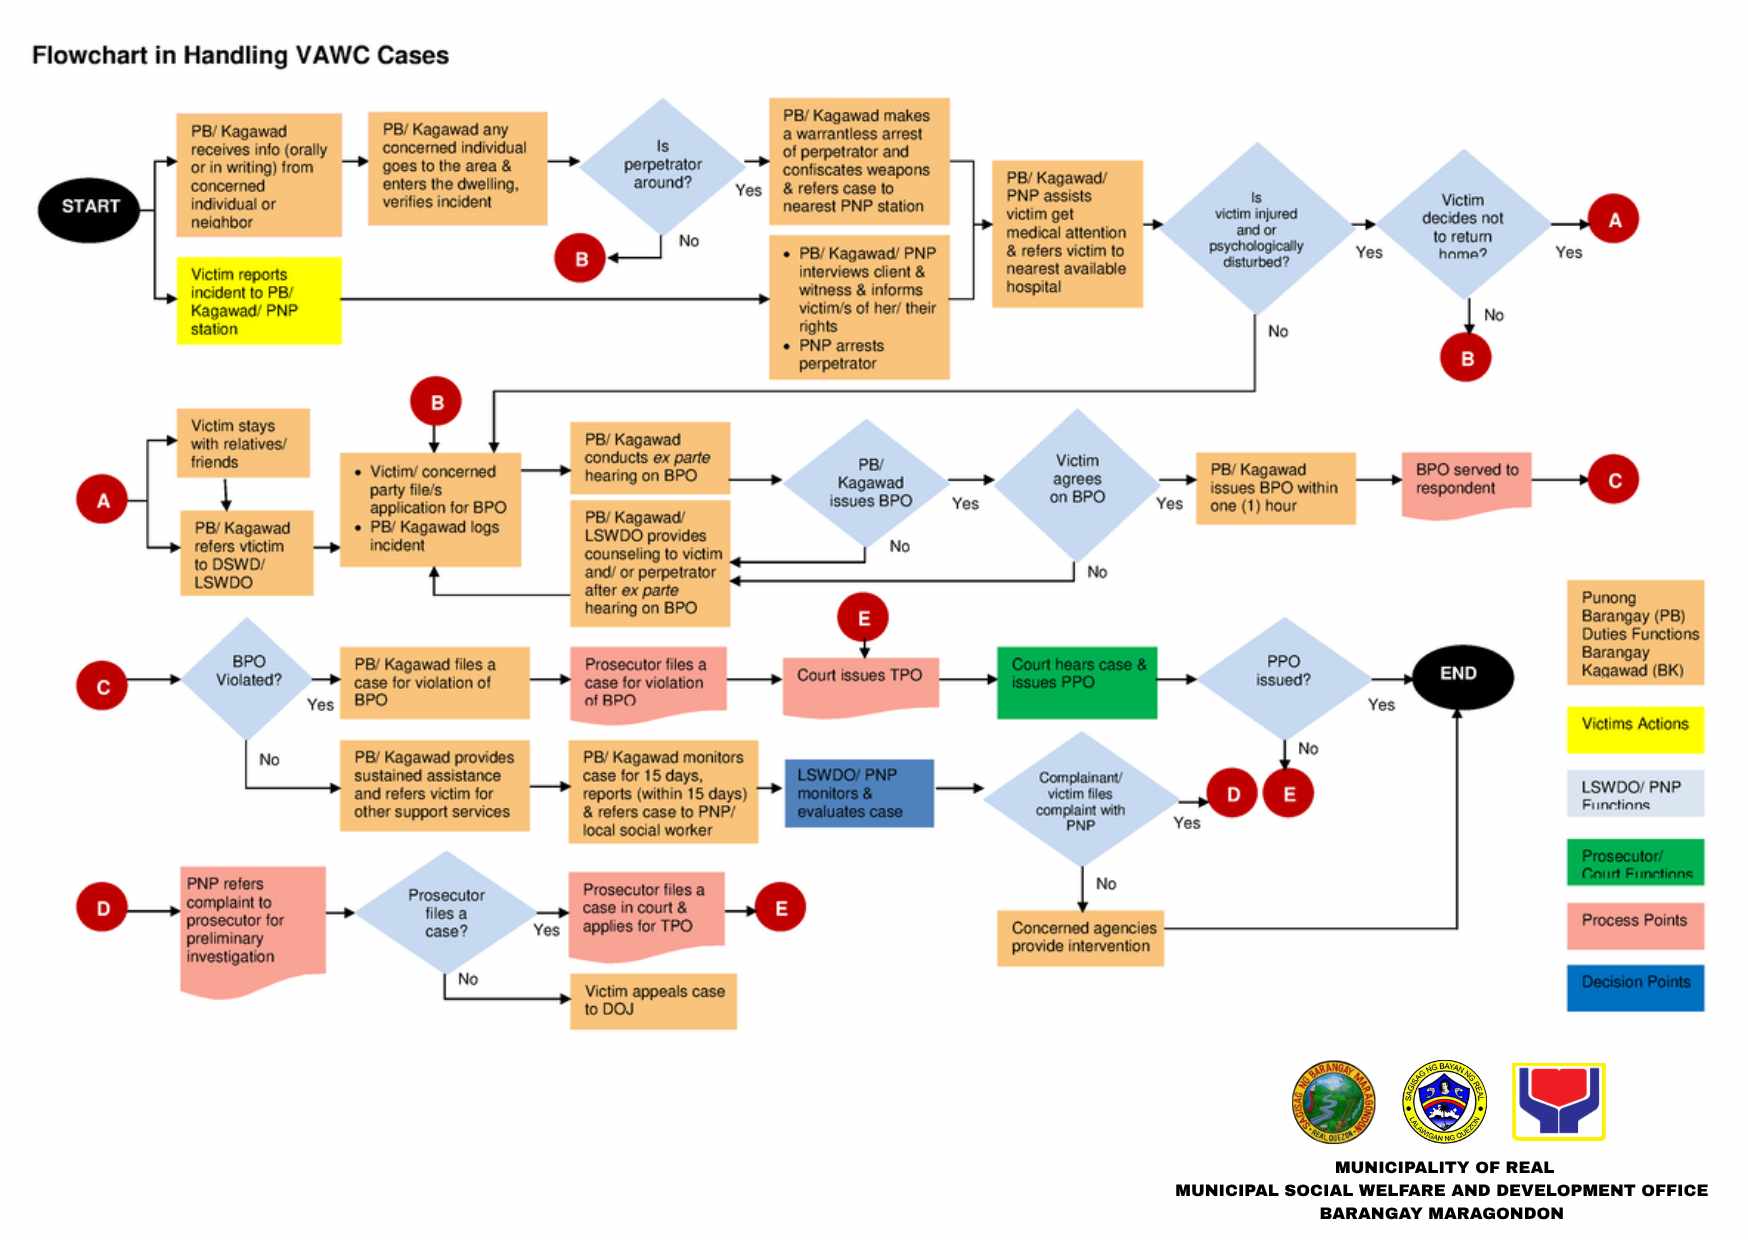 Flowchart in Handling VAWC Cases
START
PB/ Kagawad
receives info (orally
or in writing) from
concerned
individual or
neighbor
PB/ Kagawad any
concerned individual
goes to the area &
enters the dwelling,
verifies incident
Is
perpetrator
around?
Yes
No
B
PB/ Kagawad makes
a warrantless arrest
of perpetrator and
confiscates weapons
& refers case to
nearest PNP station
Victim reports
incident to PB/
Kagawad/ PNP
station
• PB/ Kagawad/ PNP
interviews client &
witness & informs
victim/s of her/ their
rights
• PNP arrests
perpetrator
PB/ Kagawad/
PNP assists
victim get
medical attention
& refers victim to
nearest available
hospital
Is
victim injured
and or
psychologically
disturbed?
Yes
No
Victim
decides not
to return
home?
Yes
A
No
B
A
Victim stays
with relatives/
friends
PB/ Kagawad
refers vtictim
to DSWD/
LSWDO
B
• Victim/ concerned
party file/s
application for BPO
• PB/ Kagawad logs
incident
PB/ Kagawad
conducts ex parte
hearing on BPO
PB/ Kagawad/
LSWDO provides
counseling to victim
and/ or perpetrator
after ex parte
hearing on BPO
PB/
Kagawad
issues BPO
Yes
No
Victim
agrees
on BPO
Yes
No
PB/ Kagawad
issues BPO within
one (1) hour
BPO served to
respondent
C
C
BPO
Violated?
Yes
No
PB/ Kagawad files a
case for violation of
BPO
Prosecutor files a
case for violation
of BPO
E
Court issues TPO
Court hears case &
issues PPO
PPO
issued?
Yes
No
END
E
PB/ Kagawad provides
sustained assistance
and refers victim for
other support services
PB/ Kagawad monitors
case for 15 days,
reports (within 15 days)
& refers case to PNP/
local social worker
LSWDO/ PNP
monitors &
evaluates case
Complainant/
victim files
complaint with
PNP
Yes
D
No
Concerned agencies
provide intervention
D
PNP refers
complaint to
prosecutor for
preliminary
investigation
Prosecutor
files a
case?
Yes
No
Prosecutor files a
case in court &
applies for TPO
E
Victim appeals case
to DOJ
Punong
Barangay (PB)
Duties Functions
Barangay
Kagawad (BK)
Victims Actions
LSWDO/ PNP
Functions
Prosecutor/
Court Functions
Process Points
Decision Points
SAGISAG NG BARANGAY MARAGONDON
REAL QUEZON
SAGISAG NG BAYAN NG REAL
LALAWIGAN NG QUEZON
MUNICIPALITY OF REAL
MUNICIPAL SOCIAL WELFARE AND DEVELOPMENT OFFICE
BARANGAY MARAGONDON